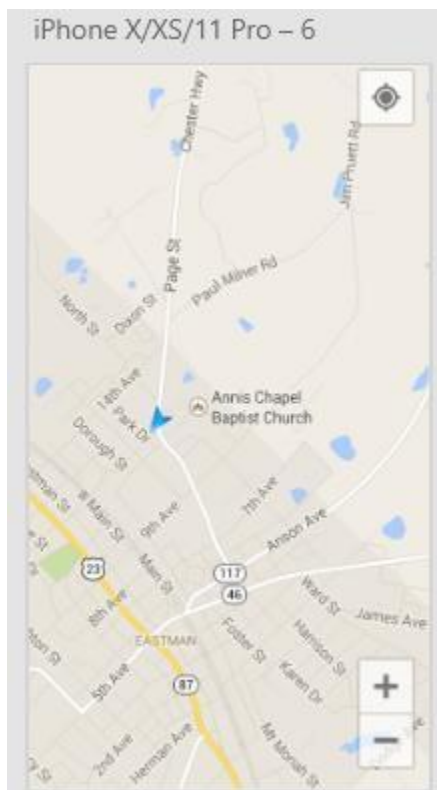 iPhone X/XS/11 Pro – 6
Chester Hwy
Jim Pruett Rd
Page St
Paul Milner Rd
Dixon St
North St
14th Ave
Annis Chapel
Baptist Church
Park Dr
Dorough St
7th Ave
9th Ave
Main St
Anson Ave
Main St
117
23
46
Ward St
James Ave
8th Ave
EASTMAN
Foster St
Harrison St
5th Ave
Karen Dr
87
+
Mt Moriah St
−
2nd Ave
Herman Ave